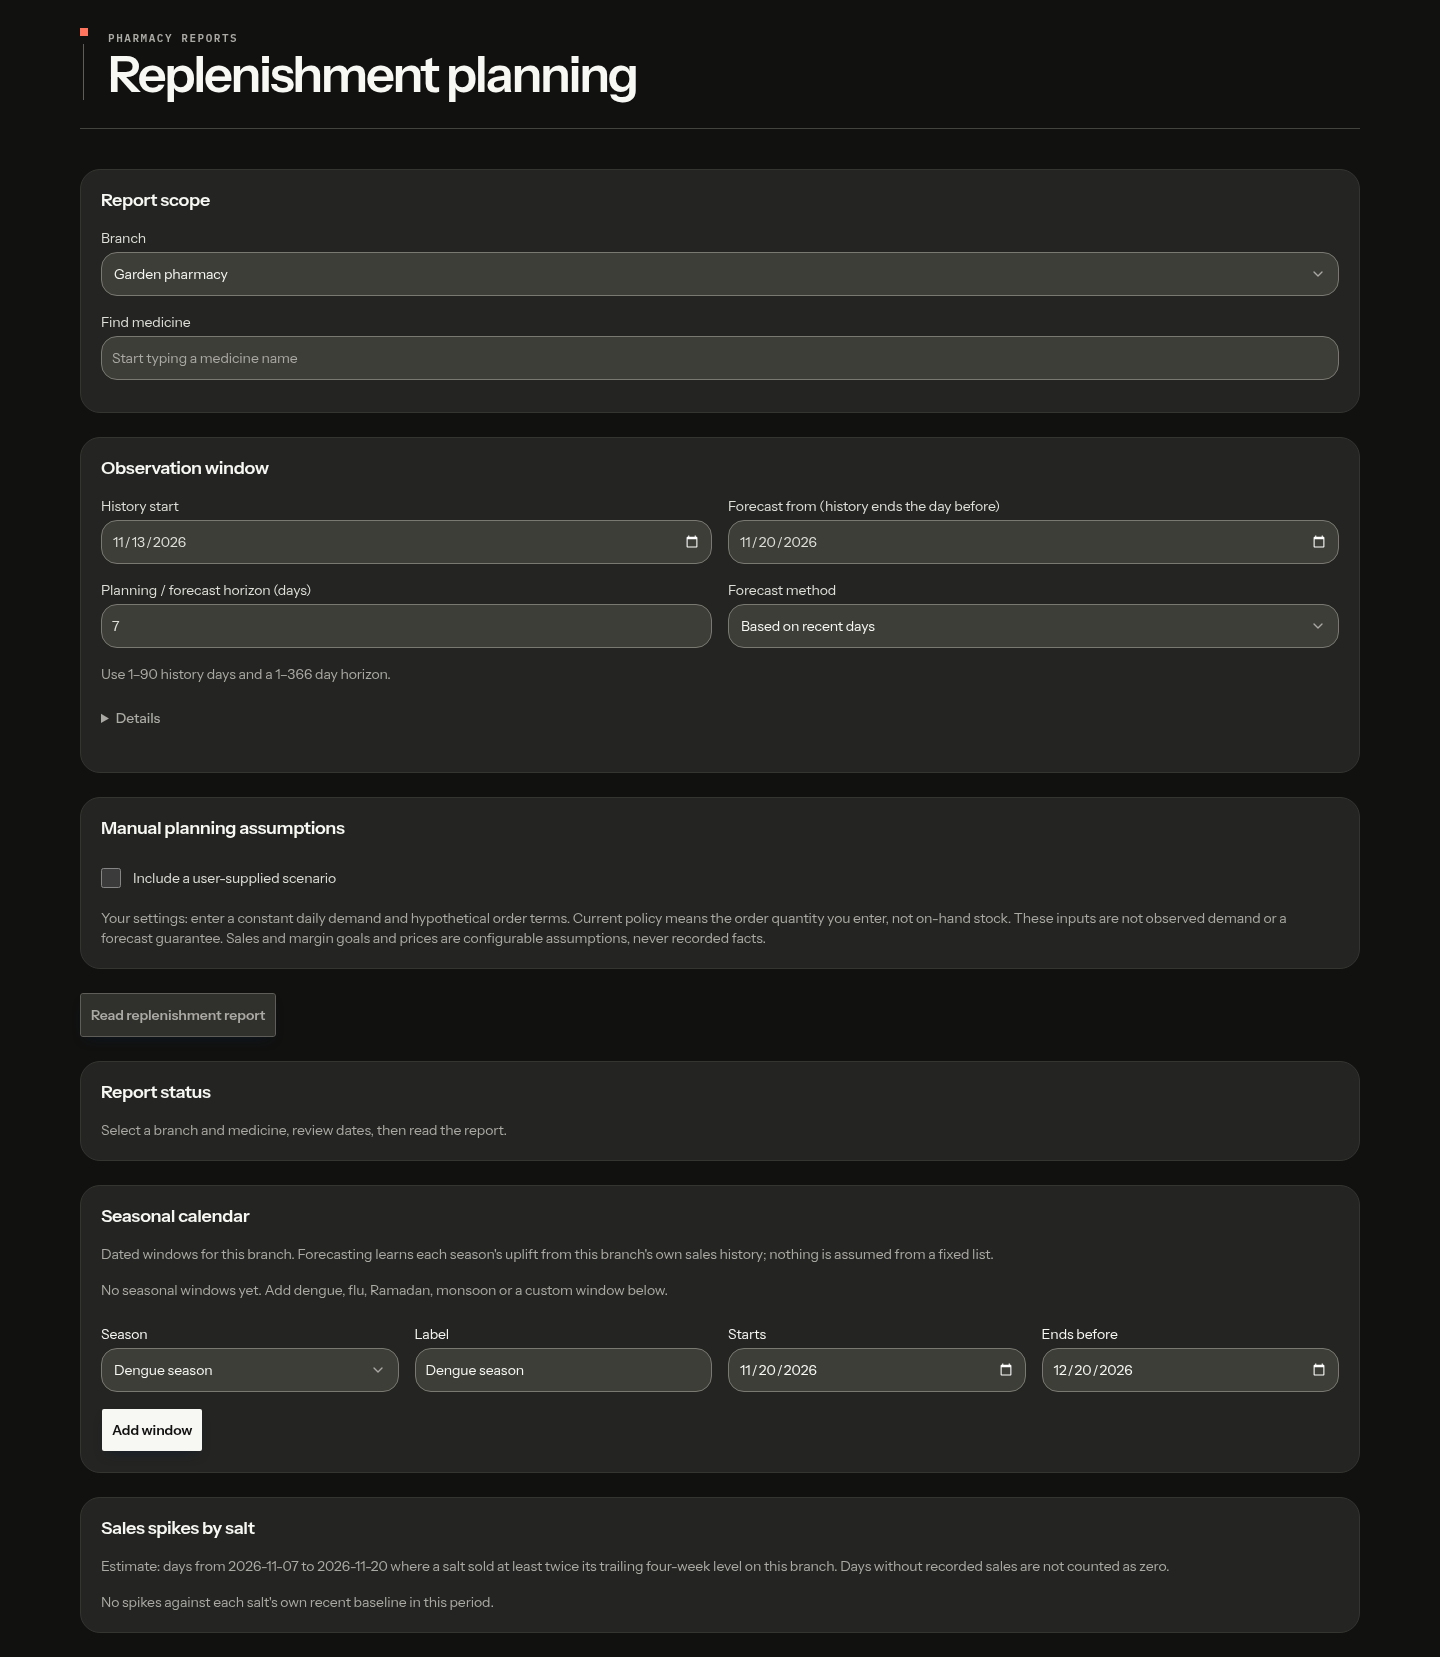 PHARMACY REPORTS
Replenishment planning
Report scope
Branch
Garden pharmacy
Find medicine
Start typing a medicine name
Observation window
History start
Forecast from (history ends the day before)
11/13/2026
11/20/2026
Planning / forecast horizon (days)
Forecast method
7
Based on recent days
Use 1–90 history days and a 1–366 day horizon.
Details
Manual planning assumptions
Include a user-supplied scenario
Your settings: enter a constant daily demand and hypothetical order terms. Current policy means the order quantity you enter, not on-hand stock. These inputs are not observed demand or a
forecast guarantee. Sales and margin goals and prices are configurable assumptions, never recorded facts.
Read replenishment report
Report status
Select a branch and medicine, review dates, then read the report.
Seasonal calendar
Dated windows for this branch. Forecasting learns each season's uplift from this branch's own sales history; nothing is assumed from a fixed list.
No seasonal windows yet. Add dengue, flu, Ramadan, monsoon or a custom window below.
Season
Label
Starts
Ends before
Dengue season
Dengue season
11/20/2026
12/20/2026
Add window
Sales spikes by salt
Estimate: days from 2026-11-07 to 2026-11-20 where a salt sold at least twice its trailing four-week level on this branch. Days without recorded sales are not counted as zero.
No spikes against each salt's own recent baseline in this period.